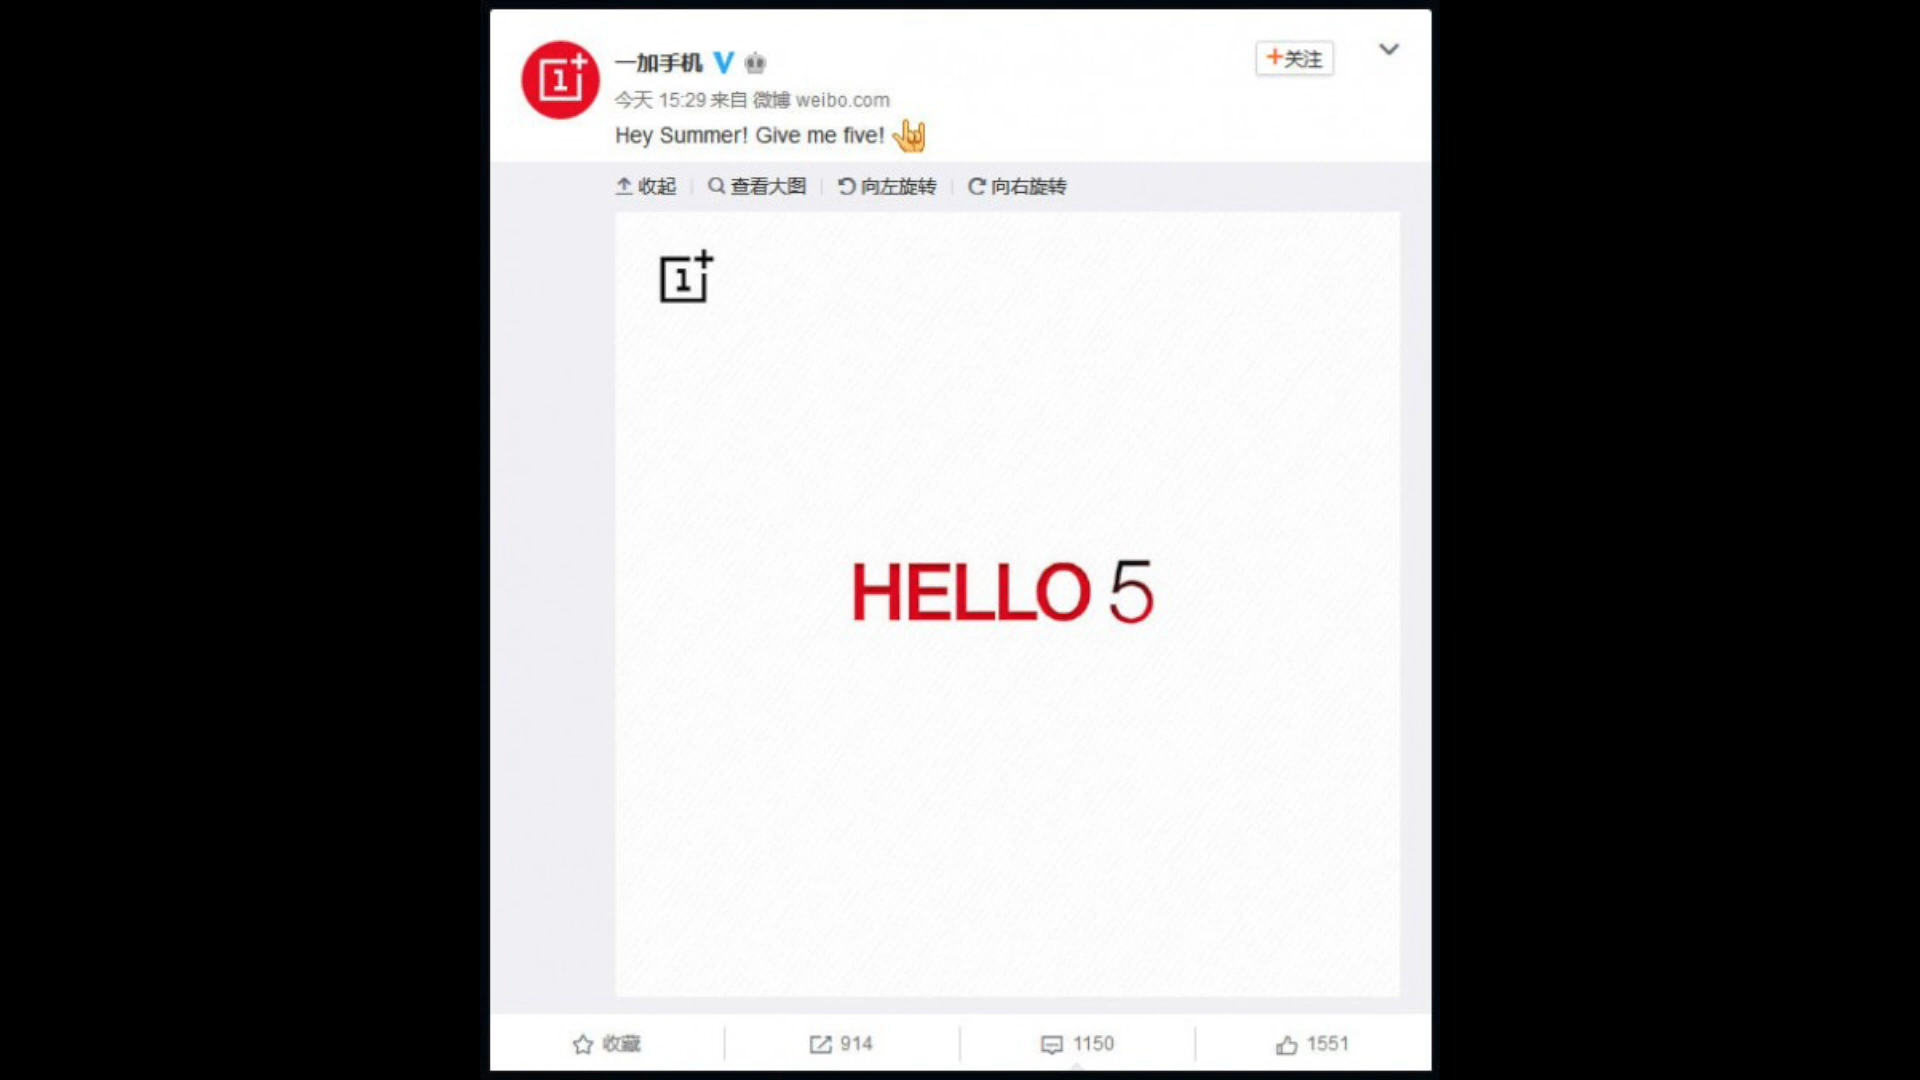 一加手机
+关注
今天 15:29 来自 微博 weibo.com
Hey Summer! Give me five!
收起 查看大图 向左旋转 向右旋转
1+
HELLO 5
收藏 914 1150 1551